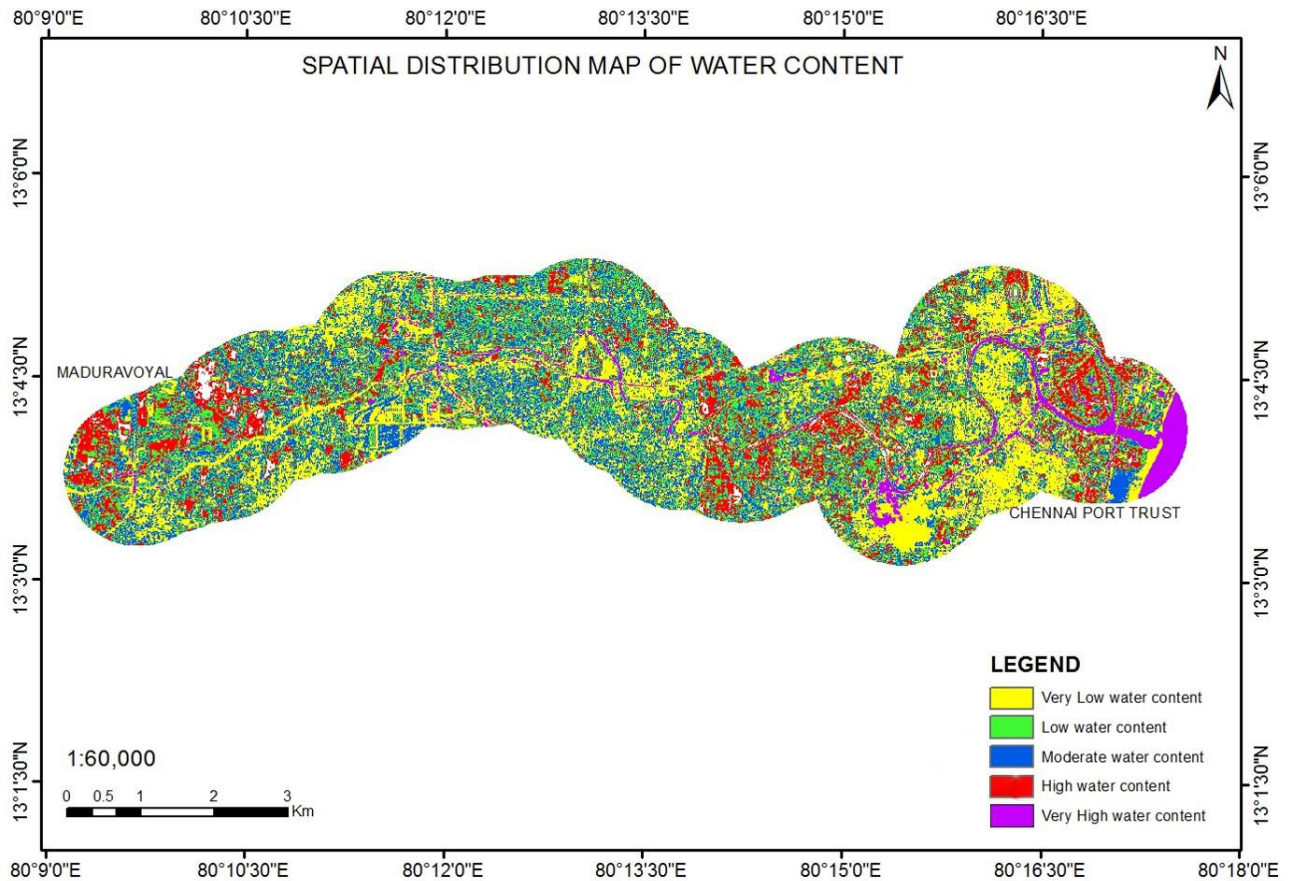 80°9'0"E 80°10'30"E 80°12'0"E 80°13'30"E 80°15'0"E 80°16'30"E
SPATIAL DISTRIBUTION MAP OF WATER CONTENT
N
13°6'0"N 13°6'0"N
13°4'30"N 13°4'30"N
MADURAVOYAL
CHENNAI PORT TRUST
13°3'0"N 13°3'0"N
LEGEND
Very Low water content
Low water content
Moderate water content
High water content
Very High water content
1:60,000
0 0.5 1 2 3
Km
13°1'30"N 13°1'30"N
80°9'0"E 80°10'30"E 80°12'0"E 80°13'30"E 80°15'0"E 80°16'30"E 80°18'0"E